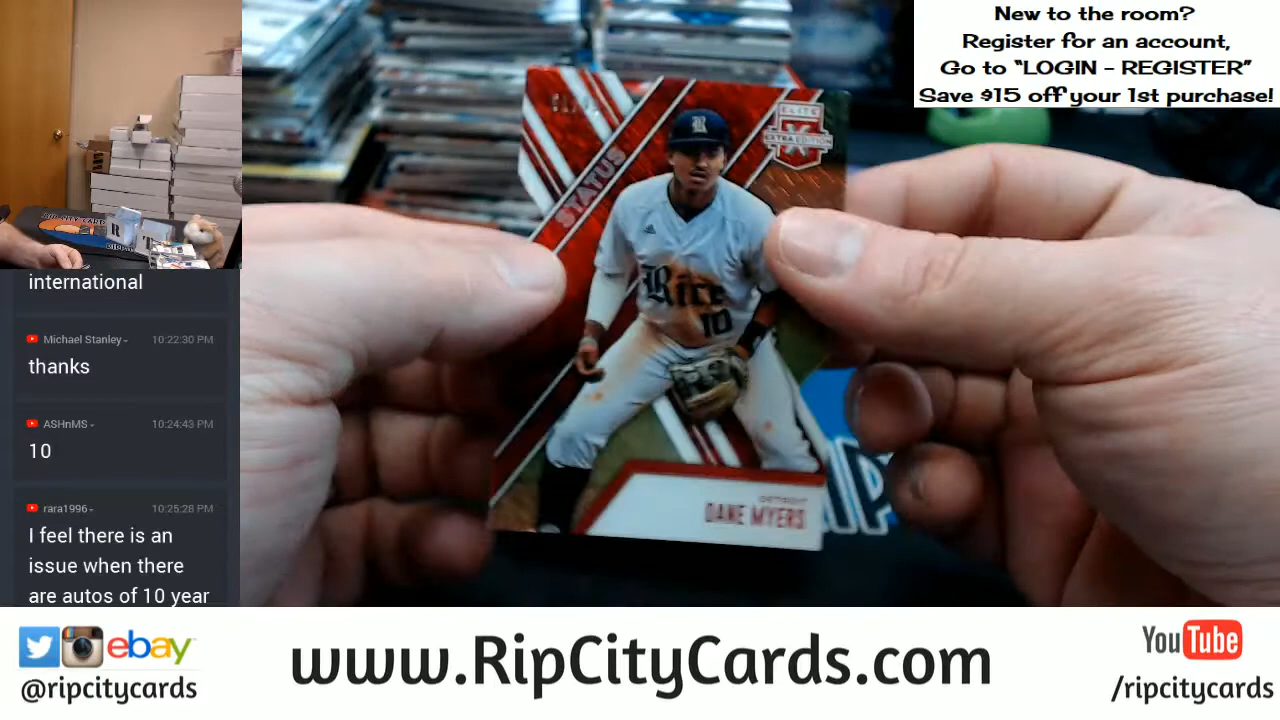 New to the room?
Register for an account,
Go to "LOGIN - REGISTER"
Save $15 off your 1st purchase!
international
Michael Stanley
10:22:30 PM
thanks
ASHnMS
10:24:43 PM
10
rara1996
10:25:28 PM
I feel there is an
issue when there
are autos of 10 year
ELITE
EXTRA EDITION
STATUS
R
Rice
10
DETROIT
DANE MYERS
ebay
@ripcitycards
www.RipCityCards.com
YouTube
/ripcitycards